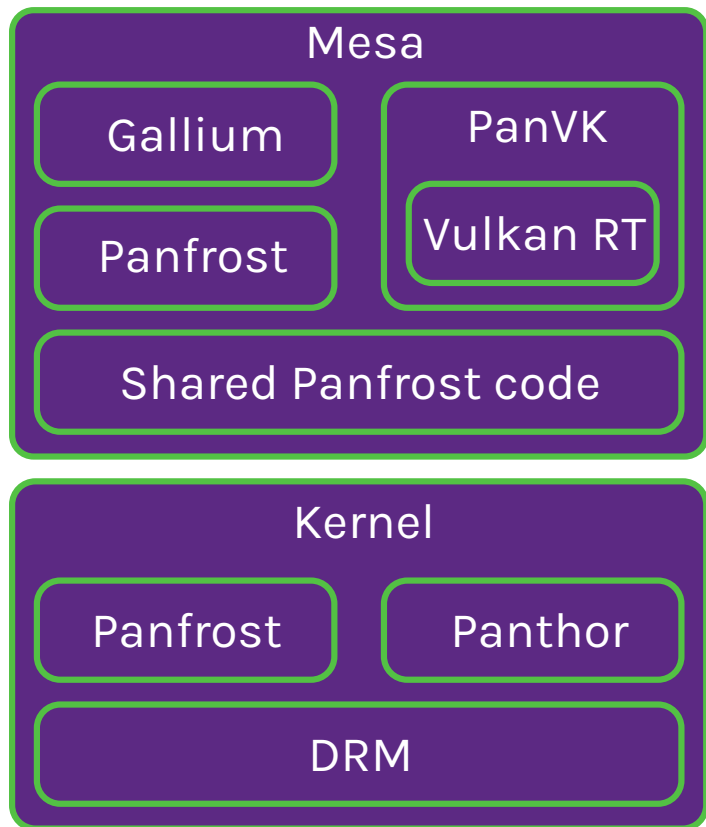 Mesa
Gallium
PanVK
Panfrost
Vulkan RT
Shared Panfrost code
Kernel
Panfrost
Panthor
DRM